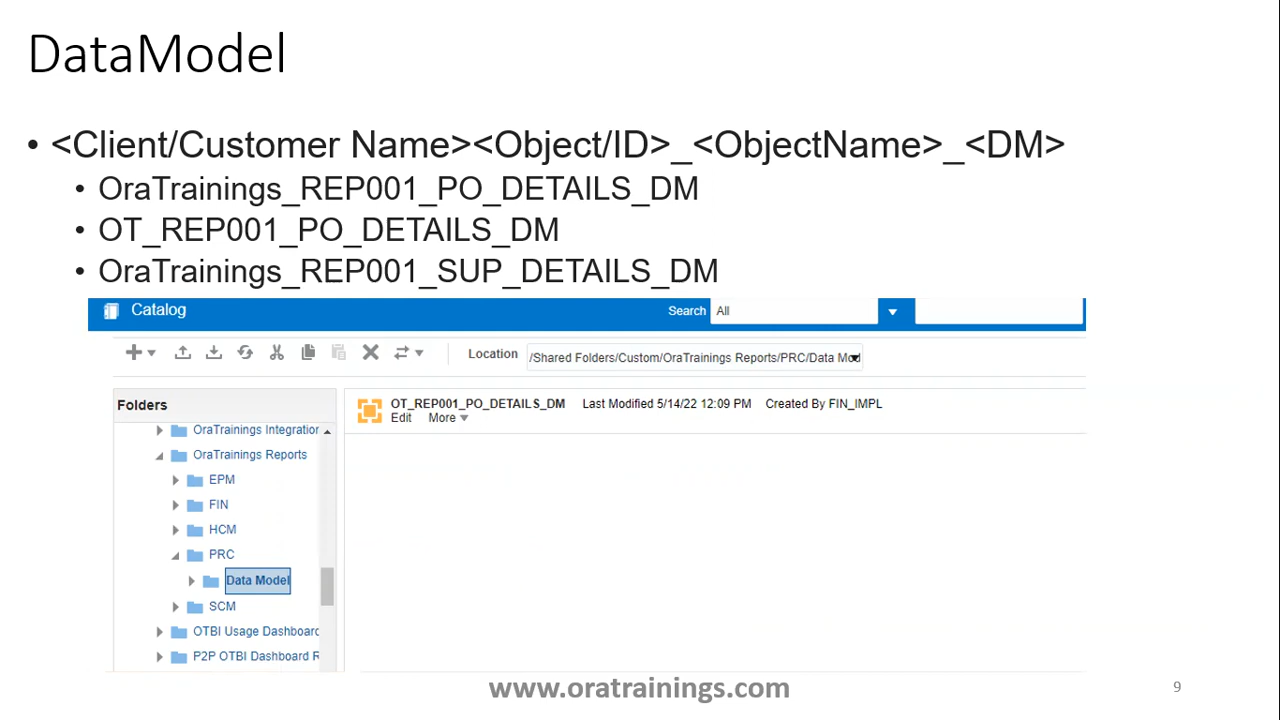 DataModel
• <Client/Customer Name><Object/ID>_<ObjectName>_<DM>
• OraTrainings_REP001_PO_DETAILS_DM
• OT_REP001_PO_DETAILS_DM
• OraTrainings_REP001_SUP_DETAILS_DM
Catalog Search All
Location /Shared Folders/Custom/OraTrainings Reports/PRC/Data Mod
Folders
OT_REP001_PO_DETAILS_DM Last Modified 5/14/22 12:09 PM Created By FIN_IMPL
Edit More
OraTrainings Integration
OraTrainings Reports
EPM
FIN
HCM
PRC
Data Model
SCM
OTBI Usage Dashboard
P2P OTBI Dashboard R
www.oratrainings.com
9